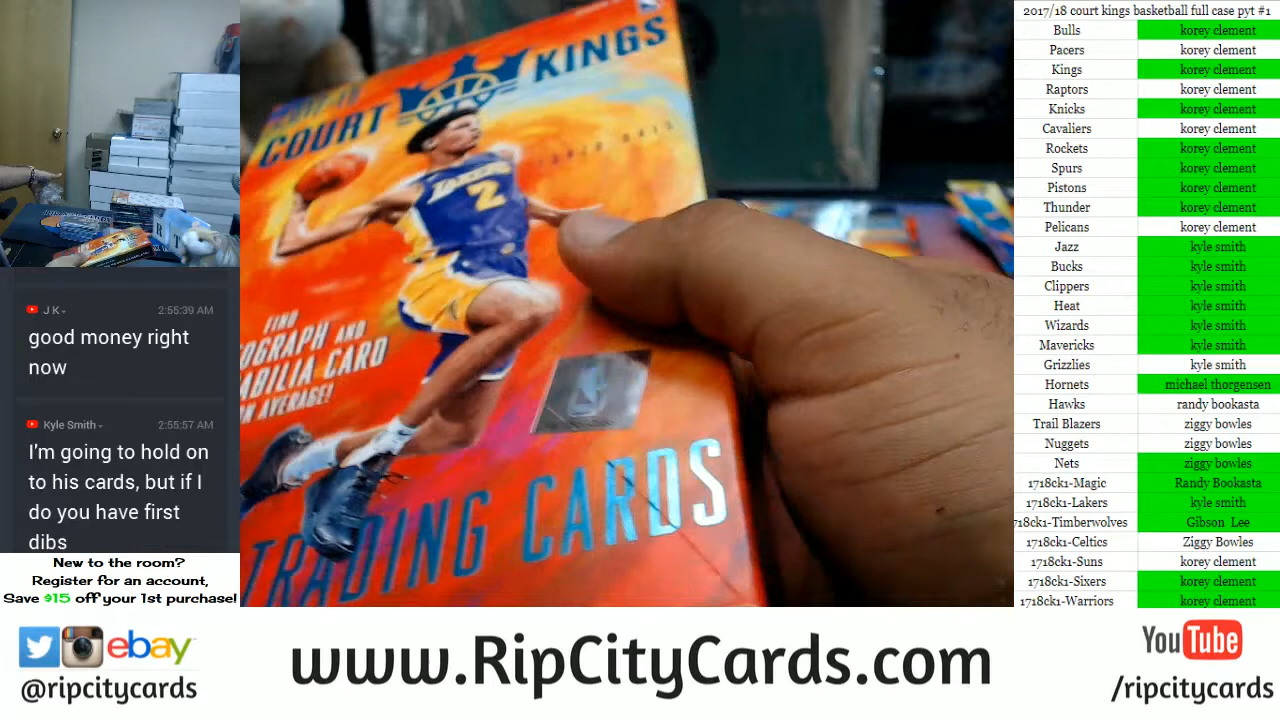 J K
2:55:39 AM
good money right
now
Kyle Smith
2:55:57 AM
I'm going to hold on
to his cards, but if I
do you have first
dibs
New to the room?
Register for an account,
Save $15 off your 1st purchase!
COURT KINGS
LAKERS
2
FIND
OGRAPH AND
ABILIA CARD
N AVERAGE!
TRADING CARDS
2017/18 court kings basketball full case pyt #1
Bulls korey clement
Pacers korey clement
Kings korey clement
Raptors korey clement
Knicks korey clement
Cavaliers korey clement
Rockets korey clement
Spurs korey clement
Pistons korey clement
Thunder korey clement
Pelicans korey clement
Jazz kyle smith
Bucks kyle smith
Clippers kyle smith
Heat kyle smith
Wizards kyle smith
Mavericks kyle smith
Grizzlies kyle smith
Hornets michael thorgensen
Hawks randy bookasta
Trail Blazers ziggy bowles
Nuggets ziggy bowles
Nets ziggy bowles
1718ck1-Magic Randy Bookasta
1718ck1-Lakers kyle smith
718ck1-Timberwolves Gibson Lee
1718ck1-Celtics Ziggy Bowles
1718ck1-Suns korey clement
1718ck1-Sixers korey clement
1718ck1-Warriors korey clement
ebay
@ripcitycards
www.RipCityCards.com
YouTube
/ripcitycards